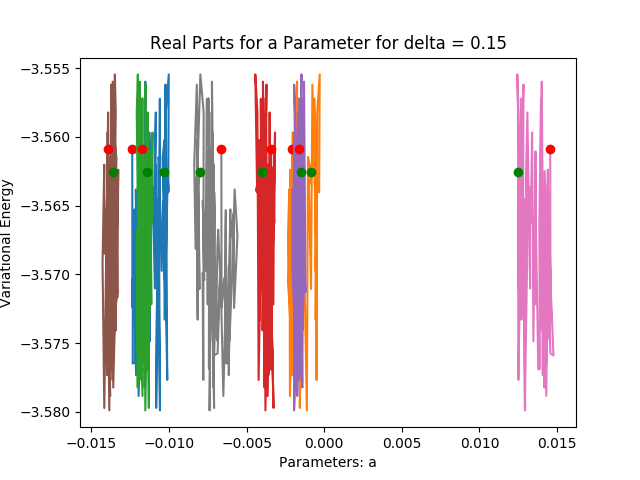 Real Parts for a Parameter for delta = 0.15
Variational Energy
−3.555
−3.560
−3.565
−3.570
−3.575
−3.580
−0.015 −0.010 −0.005 0.000 0.005 0.010 0.015
Parameters: a